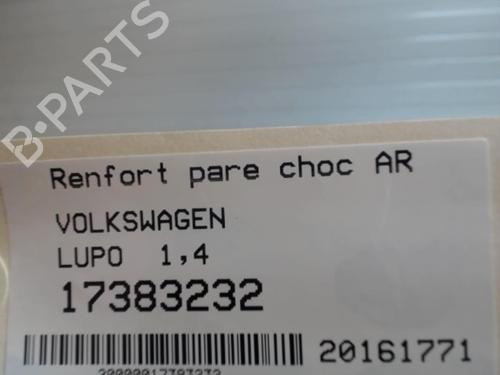 B-PARTS
Renfort pare choc AR
VOLKSWAGEN
LUPO 1,4
17383232
20161771